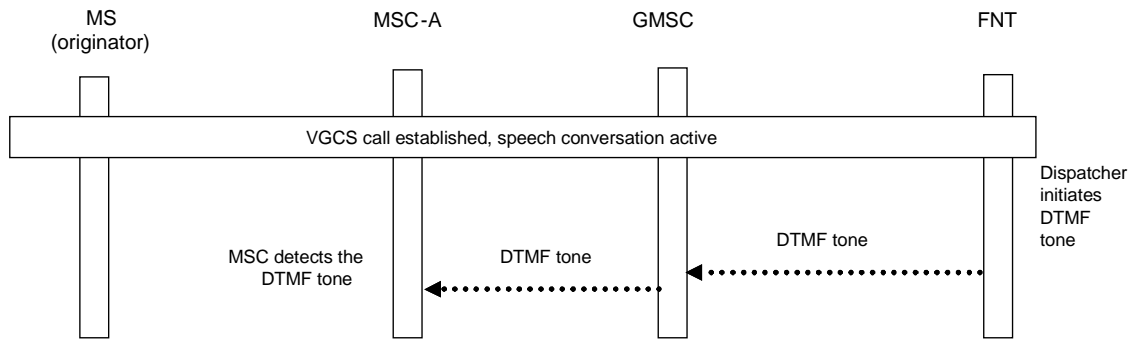 MS
(originator)
MSC-A
GMSC
FNT
VGCS call established, speech conversation active
Dispatcher
initiates
DTMF
tone
MSC detects the
DTMF tone
DTMF tone
DTMF tone